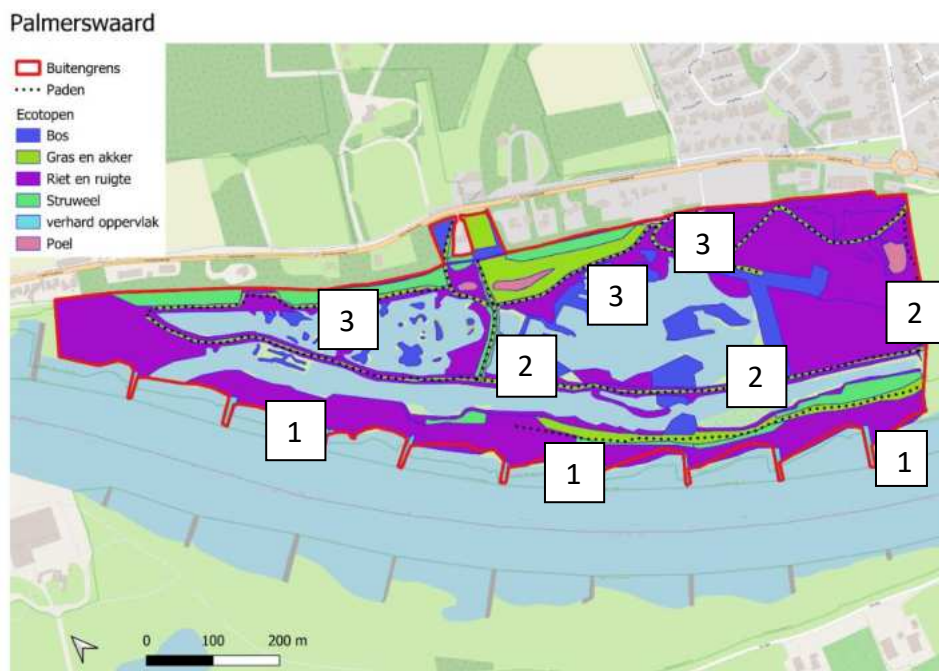 Palmerswaard
Buitengrens
Paden
Ecotopen
Bos
Gras en akker
Riet en ruigte
Struweel
verhard oppervlak
Poel
3
3
3
2
2
2
1
1
1
0 100 200 m